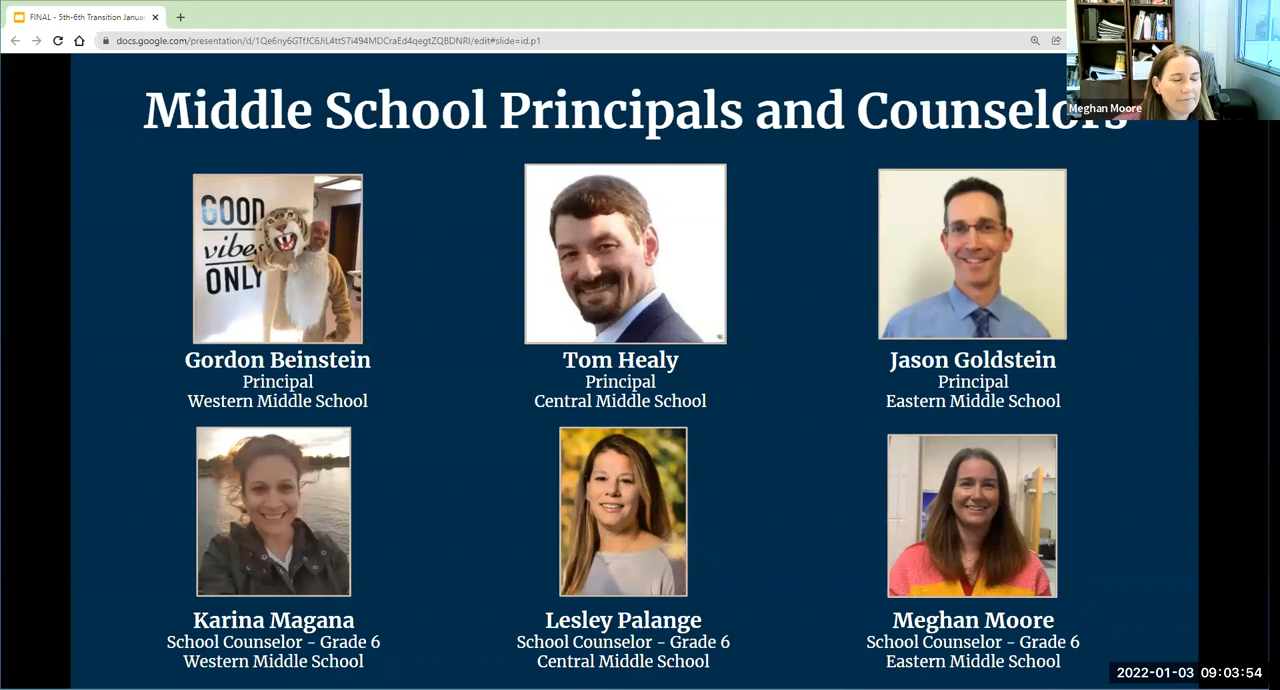 FINAL - 5th-6th Transition Janua
docs.google.com/presentation/d/1Qe6ny6GTfJC6JiL4ttS7i494MDCraEd4qegtZQBDNRI/edit#slide=id.p1
Meghan Moore
Middle School Principals and Counselors
GOOD
vibes
ONLY
Gordon Beinstein
Principal
Western Middle School
Tom Healy
Principal
Central Middle School
Jason Goldstein
Principal
Eastern Middle School
Karina Magana
School Counselor - Grade 6
Western Middle School
Lesley Palange
School Counselor - Grade 6
Central Middle School
Meghan Moore
School Counselor - Grade 6
Eastern Middle School
2022-01-03 09:03:54